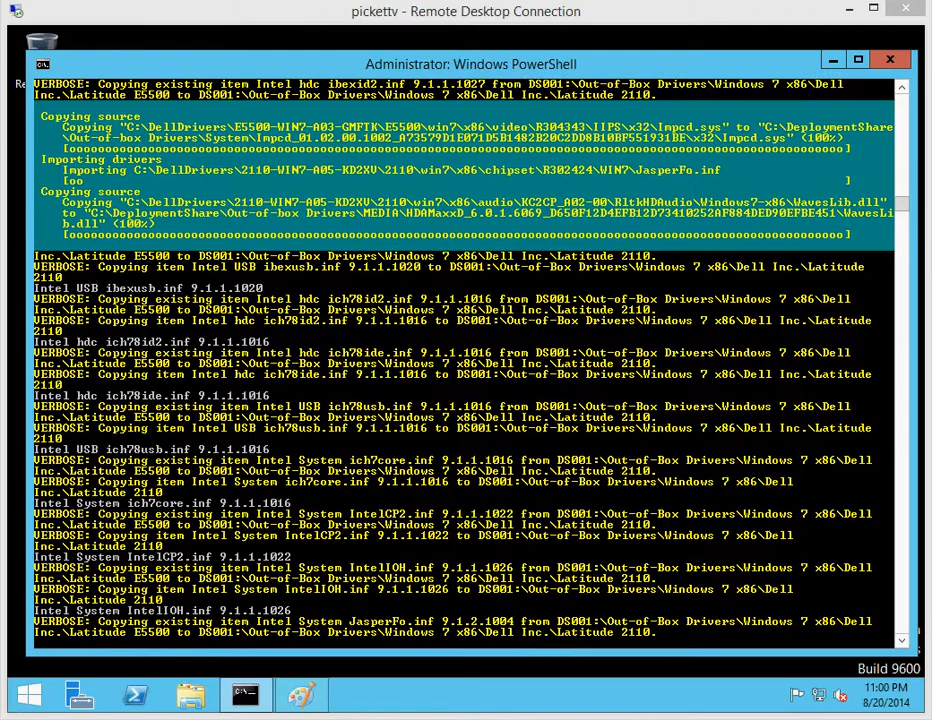 pickettv - Remote Desktop Connection
Re
Administrator: Windows PowerShell
VERBOSE: Copying existing item Intel hdc ibexid2.inf 9.1.1.1027 from DS001:\Out-of-Box Drivers\Windows 7 x86\Dell
Inc.\Latitude E5500 to DS001:\Out-of-Box Drivers\Windows 7 x86\Dell Inc.\Latitude 2110.
Copying source
Copying "C:\DellDrivers\E5500-WIN7-A03-GMFTK\E5500\win7\x86\video\R304343\IIPS\x32\Impcd.sys" to "C:\DeploymentShare
\Out-of-box Drivers\System\Impcd_01.02.00.1002_A73579D1E071D5B1482B20C2DD8B10BF551931BE\x32\Impcd.sys" (100%)
[oooooooooooooooooooooooooooooooooooooooooooooooooooooooooooooooooooooooooooooooooooooooooooooooooooooooooooooo]
Importing drivers
Importing C:\DellDrivers\2110-WIN7-A05-KD2XV\2110\win7\x86\chipset\R302424\WIN7\JasperFo.inf
[oo ]
Copying source
Copying "C:\DellDrivers\2110-WIN7-A05-KD2XV\2110\win7\x86\audio\KC2CP_A02-00\RltkHDAudio\Windows7\x86\WavesLib.dll"
to "C:\DeploymentShare\Out-of-box Drivers\MEDIA\HDAMaxxD_6.0.1.6069_D650F12D4EFB12D73410252AF884DED90EFBE451\WavesLi
b.dll" (100%)
[oooooooooooooooooooooooooooooooooooooooooooooooooooooooooooooooooooooooooooooooooooooooooooooooooooooooooooooo]
Inc.\Latitude E5500 to DS001:\Out-of-Box Drivers\Windows 7 x86\Dell Inc.\Latitude 2110.
VERBOSE: Copying item Intel USB ibexusb.inf 9.1.1.1020 to DS001:\Out-of-Box Drivers\Windows 7 x86\Dell Inc.\Latitude
2110
Intel USB ibexusb.inf 9.1.1.1020
VERBOSE: Copying existing item Intel hdc ich78id2.inf 9.1.1.1016 from DS001:\Out-of-Box Drivers\Windows 7 x86\Dell
Inc.\Latitude E5500 to DS001:\Out-of-Box Drivers\Windows 7 x86\Dell Inc.\Latitude 2110.
VERBOSE: Copying item Intel hdc ich78id2.inf 9.1.1.1016 to DS001:\Out-of-Box Drivers\Windows 7 x86\Dell Inc.\Latitude
2110
Intel hdc ich78id2.inf 9.1.1.1016
VERBOSE: Copying existing item Intel hdc ich78ide.inf 9.1.1.1016 from DS001:\Out-of-Box Drivers\Windows 7 x86\Dell
Inc.\Latitude E5500 to DS001:\Out-of-Box Drivers\Windows 7 x86\Dell Inc.\Latitude 2110.
VERBOSE: Copying item Intel hdc ich78ide.inf 9.1.1.1016 to DS001:\Out-of-Box Drivers\Windows 7 x86\Dell Inc.\Latitude
2110
Intel hdc ich78ide.inf 9.1.1.1016
VERBOSE: Copying existing item Intel USB ich78usb.inf 9.1.1.1016 from DS001:\Out-of-Box Drivers\Windows 7 x86\Dell
Inc.\Latitude E5500 to DS001:\Out-of-Box Drivers\Windows 7 x86\Dell Inc.\Latitude 2110.
VERBOSE: Copying item Intel USB ich78usb.inf 9.1.1.1016 to DS001:\Out-of-Box Drivers\Windows 7 x86\Dell Inc.\Latitude
2110
Intel USB ich78usb.inf 9.1.1.1016
VERBOSE: Copying existing item Intel System ich7core.inf 9.1.1.1016 from DS001:\Out-of-Box Drivers\Windows 7 x86\Dell
Inc.\Latitude E5500 to DS001:\Out-of-Box Drivers\Windows 7 x86\Dell Inc.\Latitude 2110.
VERBOSE: Copying item Intel System ich7core.inf 9.1.1.1016 to DS001:\Out-of-Box Drivers\Windows 7 x86\Dell
Inc.\Latitude 2110
Intel System ich7core.inf 9.1.1.1016
VERBOSE: Copying existing item Intel System IntelCP2.inf 9.1.1.1022 from DS001:\Out-of-Box Drivers\Windows 7 x86\Dell
Inc.\Latitude E5500 to DS001:\Out-of-Box Drivers\Windows 7 x86\Dell Inc.\Latitude 2110.
VERBOSE: Copying item Intel System IntelCP2.inf 9.1.1.1022 to DS001:\Out-of-Box Drivers\Windows 7 x86\Dell
Inc.\Latitude 2110
Intel System IntelCP2.inf 9.1.1.1022
VERBOSE: Copying existing item Intel System IntelIOH.inf 9.1.1.1026 from DS001:\Out-of-Box Drivers\Windows 7 x86\Dell
Inc.\Latitude E5500 to DS001:\Out-of-Box Drivers\Windows 7 x86\Dell Inc.\Latitude 2110.
VERBOSE: Copying item Intel System IntelIOH.inf 9.1.1.1026 to DS001:\Out-of-Box Drivers\Windows 7 x86\Dell
Inc.\Latitude 2110
Intel System IntelIOH.inf 9.1.1.1026
VERBOSE: Copying existing item Intel System JasperFo.inf 9.1.2.1004 from DS001:\Out-of-Box Drivers\Windows 7 x86\Dell
Inc.\Latitude E5500 to DS001:\Out-of-Box Drivers\Windows 7 x86\Dell Inc.\Latitude 2110.
Build 9600
11:00 PM
8/20/2014